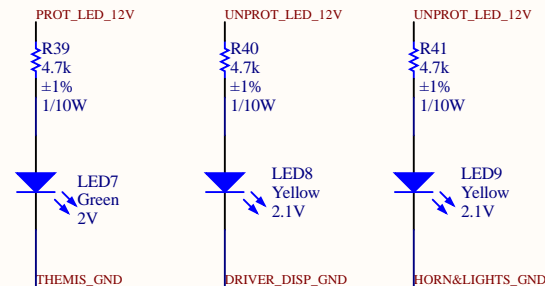 PROT_LED_12V
R39
4.7k
±1%
1/10W
LED7
Green
2V
THEMIS_GND
UNPROT_LED_12V
R40
4.7k
±1%
1/10W
LED8
Yellow
2.1V
DRIVER_DISP_GND
UNPROT_LED_12V
R41
4.7k
±1%
1/10W
LED9
Yellow
2.1V
HORN&LIGHTS_GND